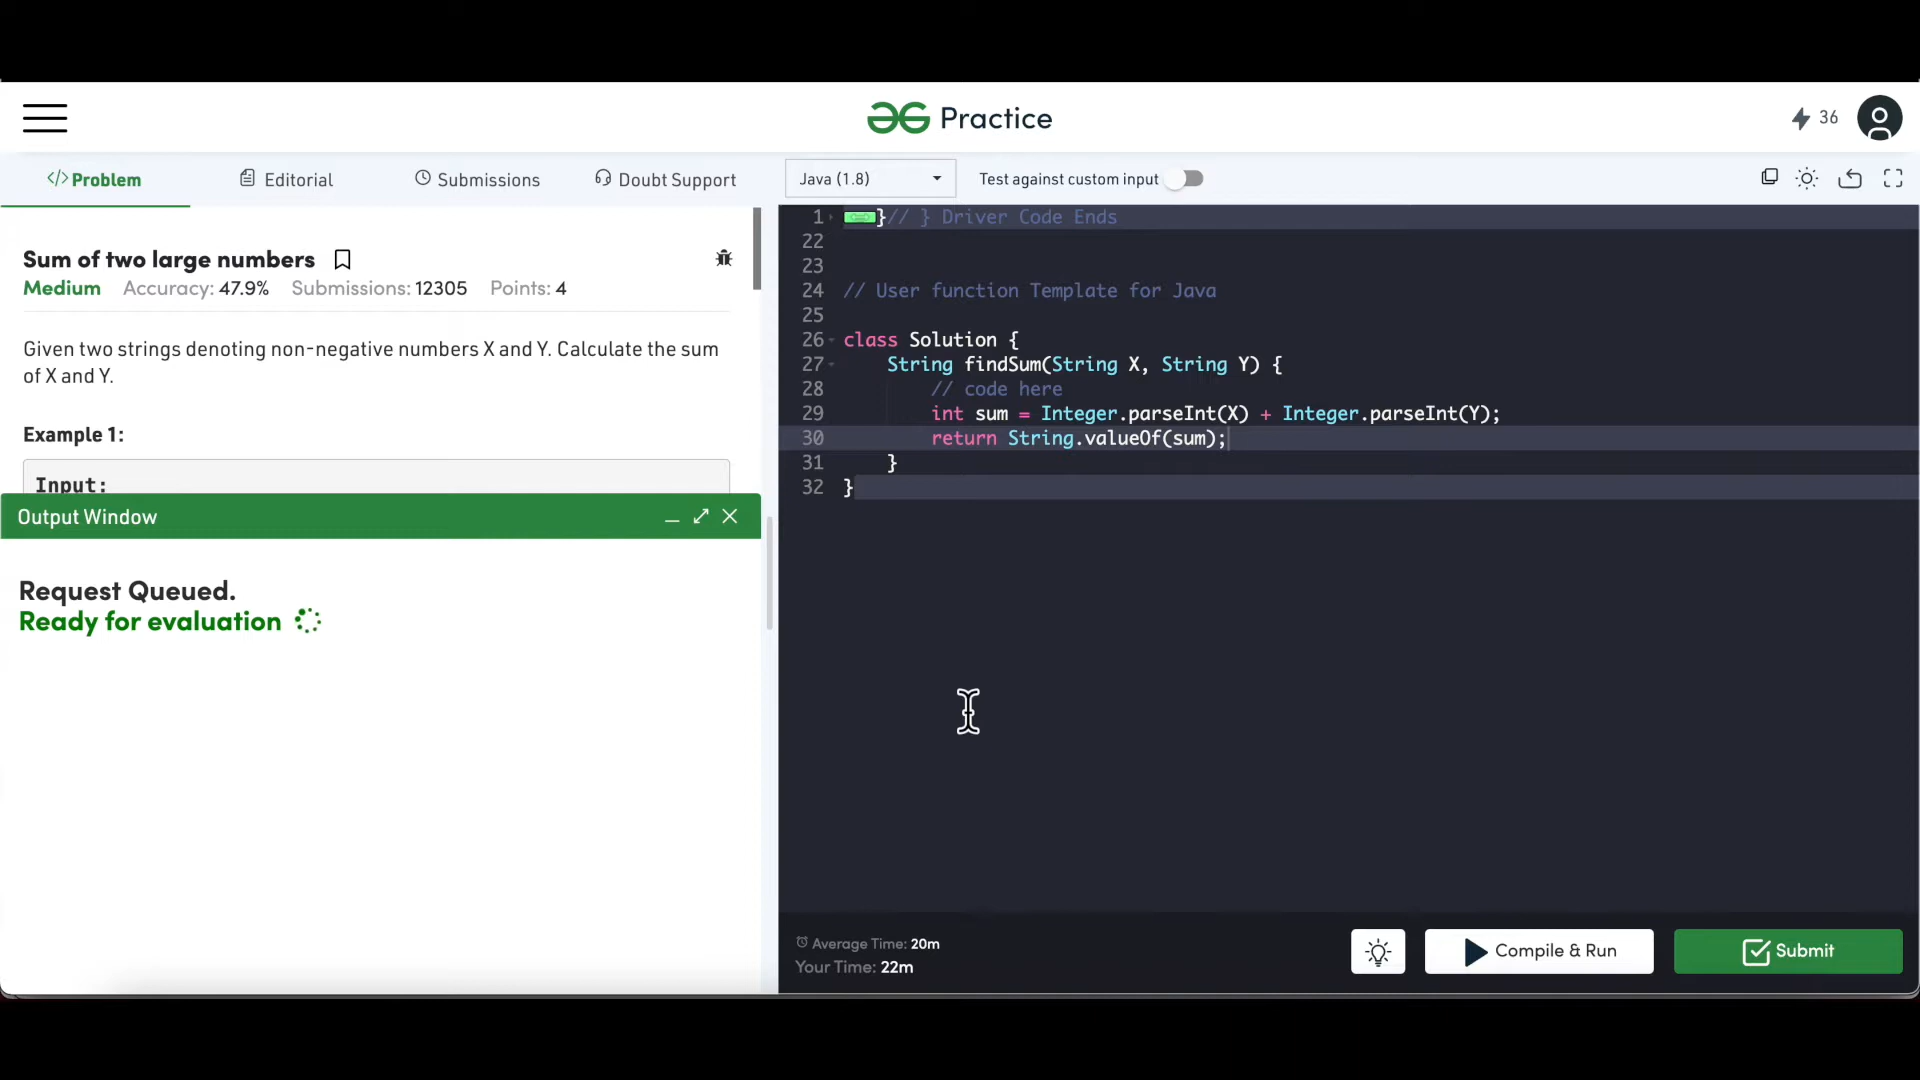 Practice
36
</>Problem
Editorial
Submissions
Doubt Support
Java (1.8)
Test against custom input
Sum of two large numbers
Medium Accuracy: 47.9% Submissions: 12305 Points: 4
Given two strings denoting non-negative numbers X and Y. Calculate the sum
of X and Y.
Example 1:
Input:
Output Window
Request Queued.
Ready for evaluation
1 }// } Driver Code Ends
22
23
24 // User function Template for Java
25
26 class Solution {
27 String findSum(String X, String Y) {
28 // code here
29 int sum = Integer.parseInt(X) + Integer.parseInt(Y);
30 return String.valueOf(sum);
31 }
32 }
Average Time: 20m
Your Time: 22m
Compile & Run
Submit